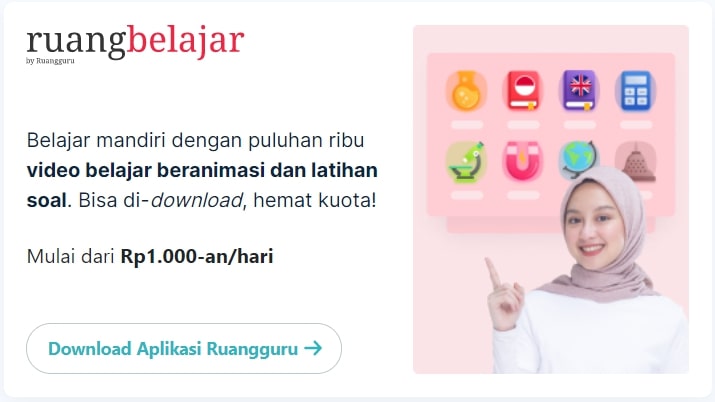 ruangbelajar
by Ruangguru
Belajar mandiri dengan puluhan ribu
video belajar beranimasi dan latihan
soal. Bisa di-download, hemat kuota!
Mulai dari Rp1.000-an/hari
Download Aplikasi Ruangguru →